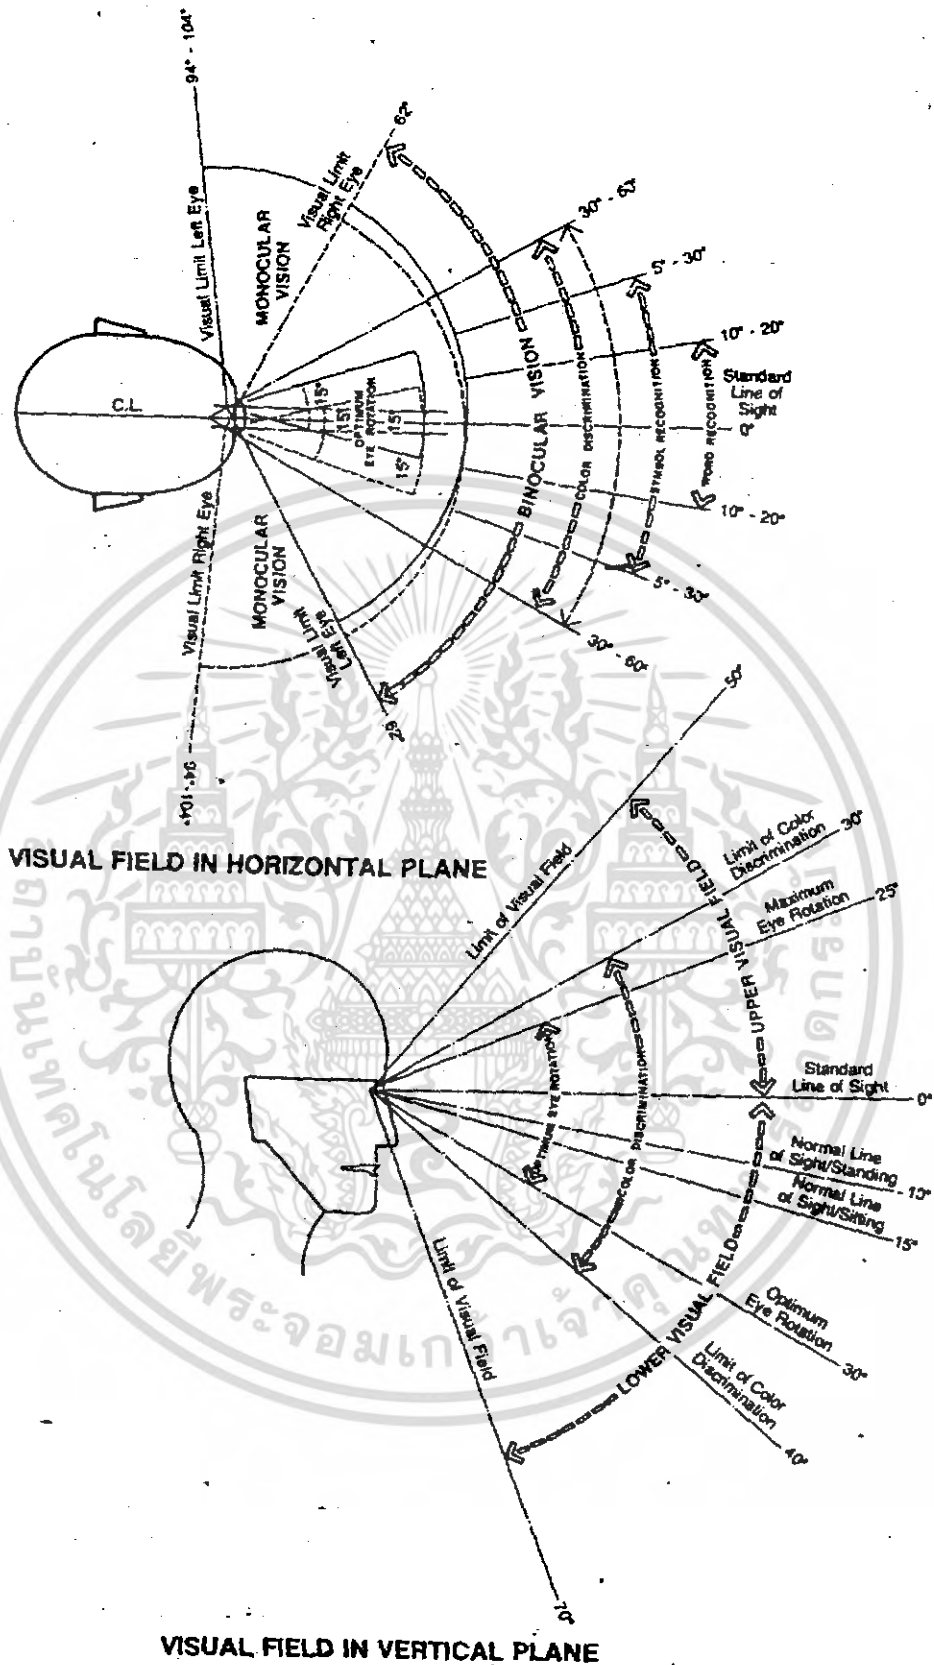 94° - 104°
Visual Limit Left Eye
MONOCULAR
VISION
Visual Limit
Right Eye
62°
30° - 60°
5° - 30°
10° - 20°
Standard
Line of
Sight
0°
10° - 20°
5° - 30°
30° - 60°
C.L.
15°
15°
OPTIMUM
EYE ROTATION
15°
15°
BINOCULAR VISION
COLOR DISCRIMINATION
SYMBOL RECOGNITION
WORD RECOGNITION
Visual Limit Right Eye
MONOCULAR
VISION
Visual Limit
Left Eye
94° - 104°
VISUAL FIELD IN HORIZONTAL PLANE
50°
Limit of Visual Field
Limit of Color
Discrimination
30°
Maximum
Eye Rotation
25°
UPPER VISUAL FIELD
Standard
Line of Sight
0°
OPTIMUM EYE ROTATION
COLOR DISCRIMINATION
Normal Line
of Sight/Standing
10°
Normal Line
of Sight/Sitting
15°
Optimum
Eye Rotation
30°
Limit of Color
Discrimination
40°
LOWER VISUAL FIELD
Limit of Visual Field
70°
VISUAL FIELD IN VERTICAL PLANE